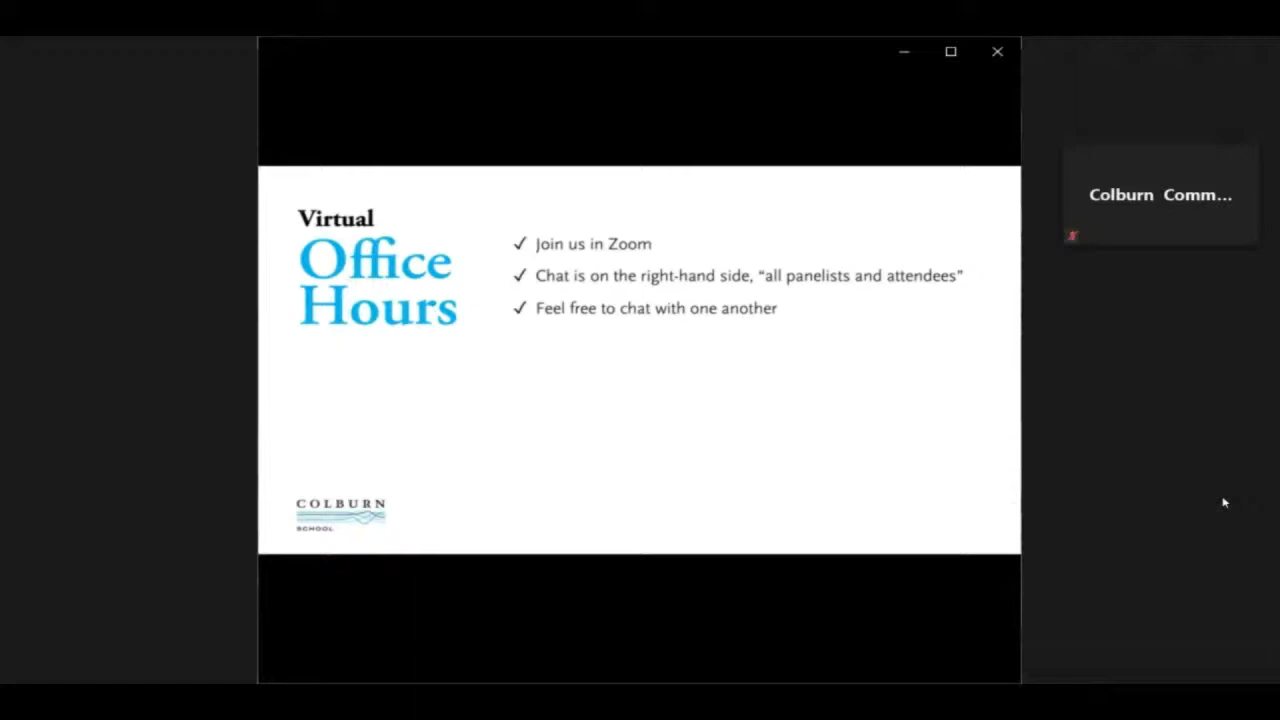 Virtual
Office
Hours
✓ Join us in Zoom
✓ Chat is on the right-hand side, “all panelists and attendees”
✓ Feel free to chat with one another
Colburn Comm...
COLBURN
SCHOOL